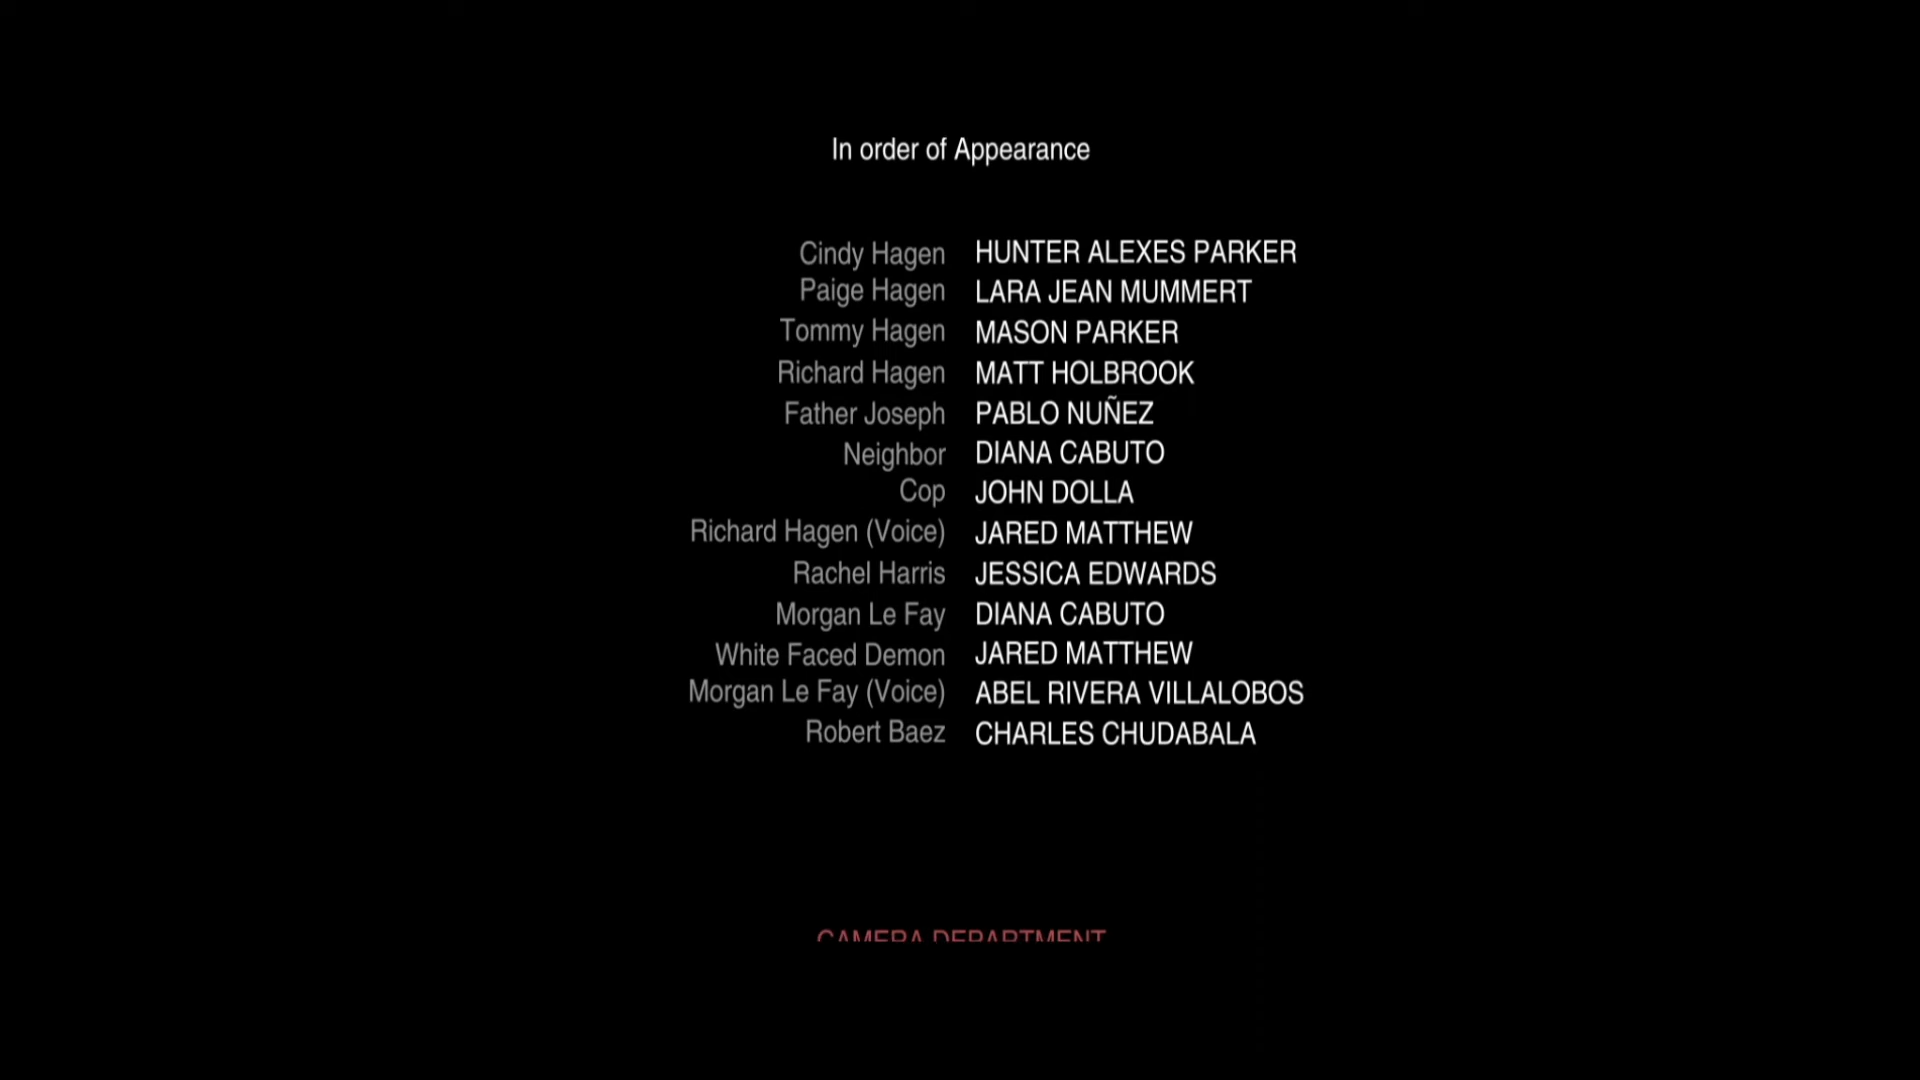 In order of Appearance
Cindy Hagen HUNTER ALEXES PARKER
Paige Hagen LARA JEAN MUMMERT
Tommy Hagen MASON PARKER
Richard Hagen MATT HOLBROOK
Father Joseph PABLO NUÑEZ
Neighbor DIANA CABUTO
Cop JOHN DOLLA
Richard Hagen (Voice) JARED MATTHEW
Rachel Harris JESSICA EDWARDS
Morgan Le Fay DIANA CABUTO
White Faced Demon JARED MATTHEW
Morgan Le Fay (Voice) ABEL RIVERA VILLALOBOS
Robert Baez CHARLES CHUDABALA
CAMERA DEPARTMENT